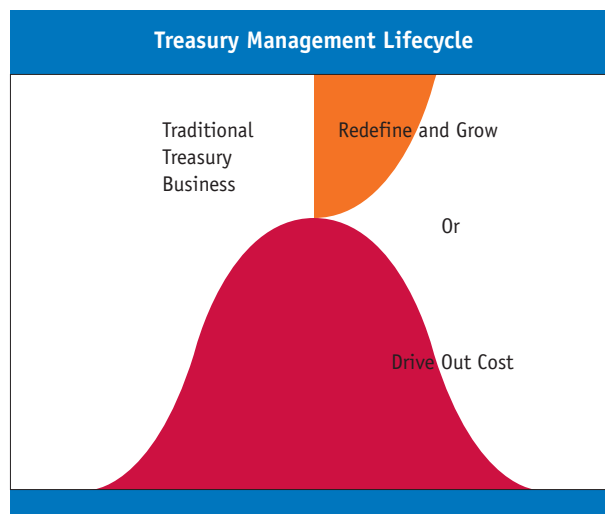 Treasury Management Lifecycle
Traditional
Treasury
Business
Redefine and Grow
Or
Drive Out Cost